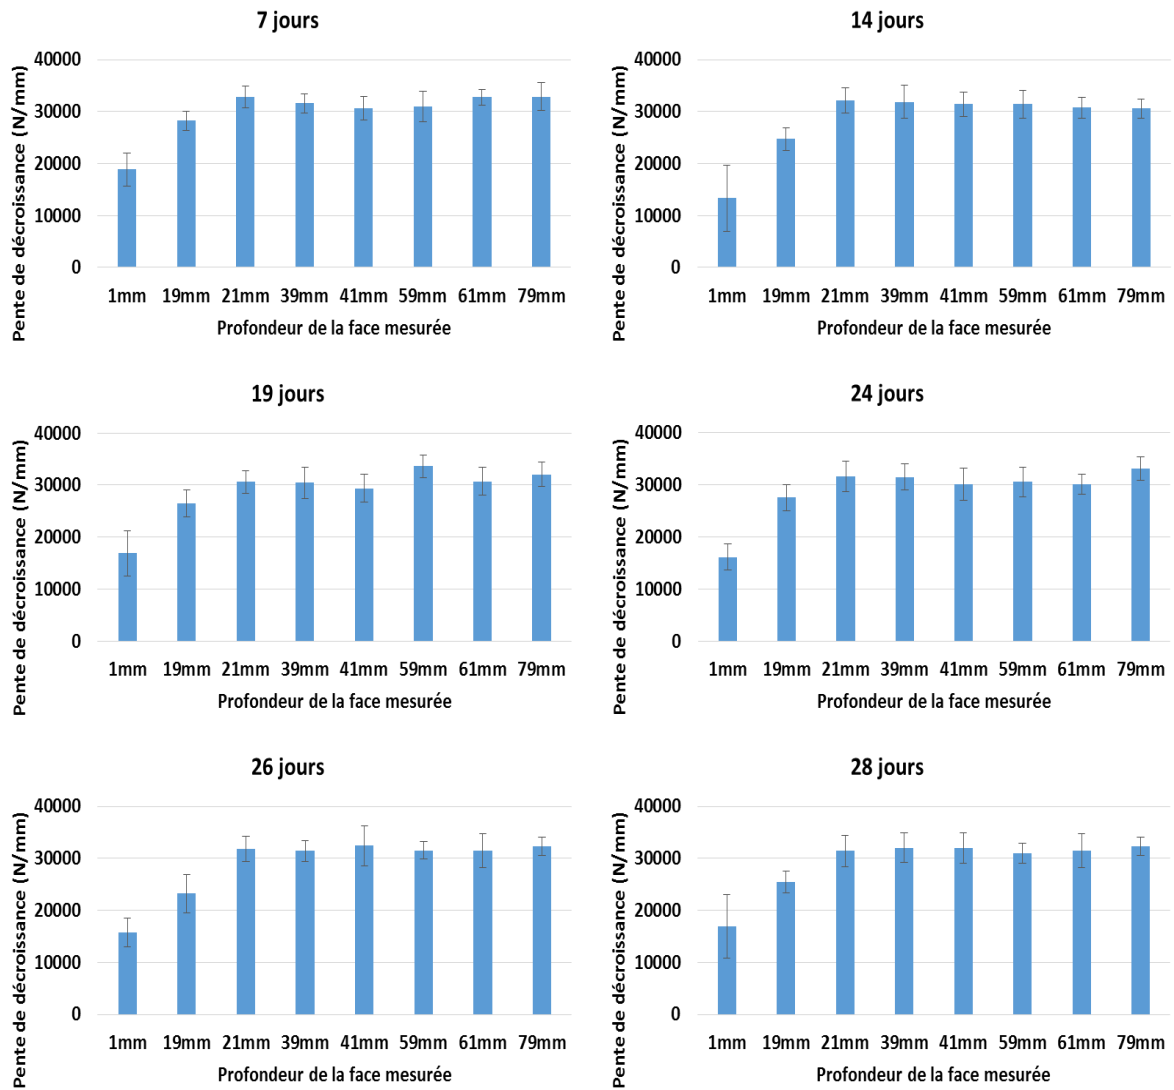 7 jours
Pente de décroissance (N/mm)
40000
30000
20000
10000
0
1mm 19mm 21mm 39mm 41mm 59mm 61mm 79mm
Profondeur de la face mesurée
14 jours
Pente de décroissance (N/mm)
40000
30000
20000
10000
0
1mm 19mm 21mm 39mm 41mm 59mm 61mm 79mm
Profondeur de la face mesurée
19 jours
Pente de décroissance (N/mm)
40000
30000
20000
10000
0
1mm 19mm 21mm 39mm 41mm 59mm 61mm 79mm
Profondeur de la face mesurée
24 jours
Pente de décroissance (N/mm)
40000
30000
20000
10000
0
1mm 19mm 21mm 39mm 41mm 59mm 61mm 79mm
Profondeur de la face mesurée
26 jours
Pente de décroissance (N/mm)
40000
30000
20000
10000
0
1mm 19mm 21mm 39mm 41mm 59mm 61mm 79mm
Profondeur de la face mesurée
28 jours
Pente de décroissance (N/mm)
40000
30000
20000
10000
0
1mm 19mm 21mm 39mm 41mm 59mm 61mm 79mm
Profondeur de la face mesurée